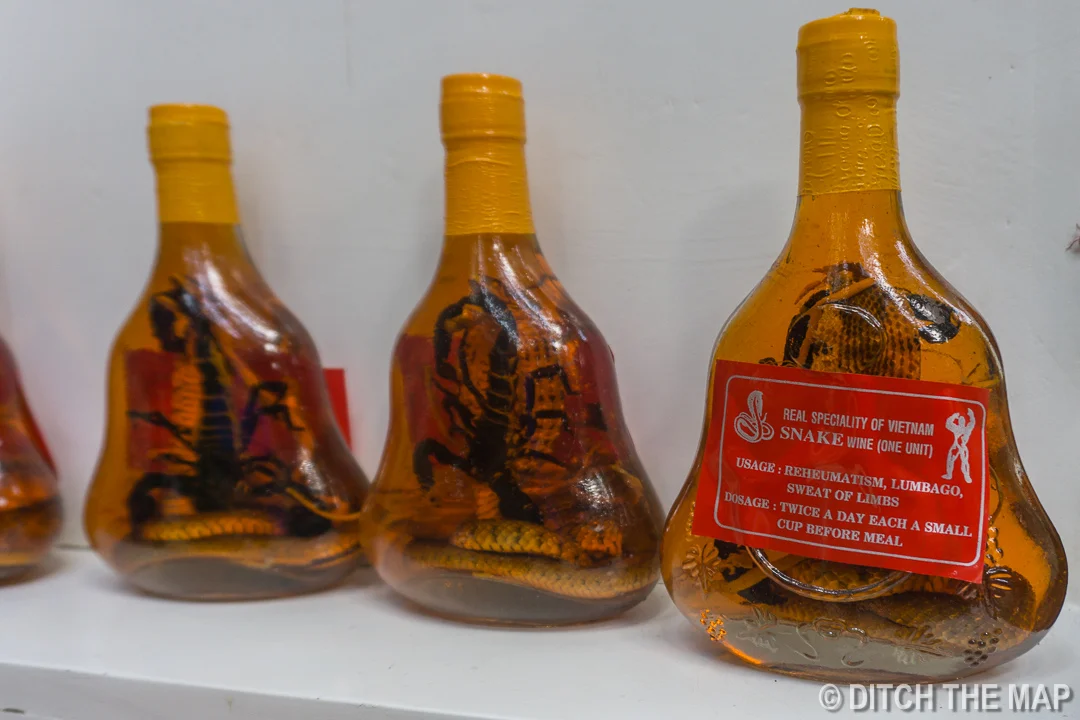 REAL SPECIALITY OF VIETNAM
SNAKE WINE (ONE UNIT)
USAGE : REHEUMATISM, LUMBAGO,
SWEAT OF LIMBS
DOSAGE : TWICE A DAY EACH A SMALL
CUP BEFORE MEAL
© DITCH THE MAP